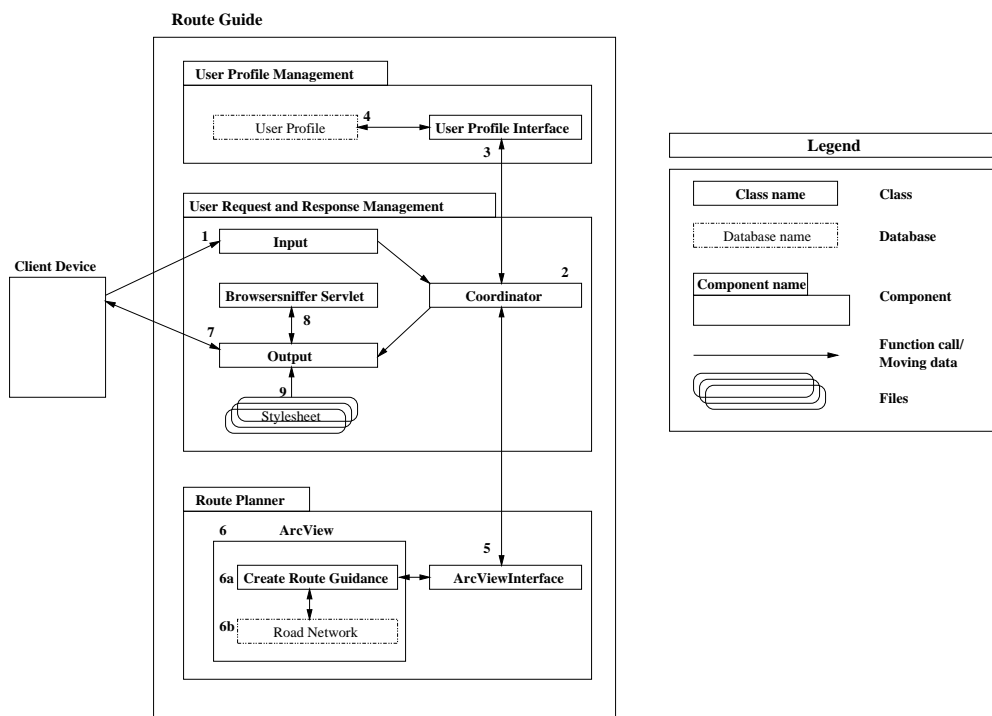 Route Guide
User Profile Management
User Profile
4
User Profile Interface
3
User Request and Response Management
1
Input
2
Client Device
Browsersniffer Servlet
Coordinator
8
7
Output
9
Stylesheet
Route Planner
6
ArcView
5
6a
Create Route Guidance
ArcViewInterface
6b
Road Network
Legend
Class name
Class
Database name
Database
Component name
Component
Function call/
Moving data
Files